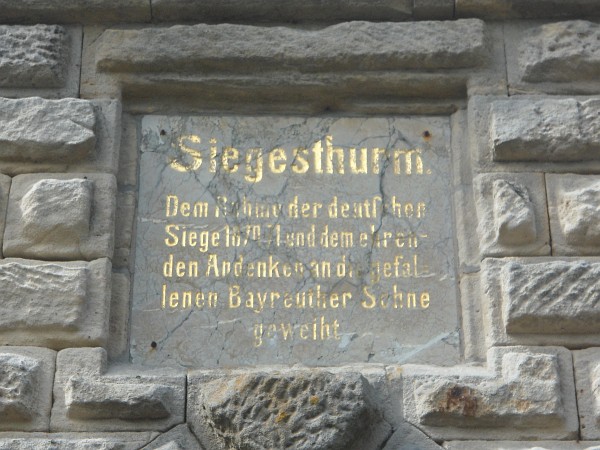 Siegesthurm.
Dem Ruhme der deutschen
Siege 1870/71 und dem ehren-
den Andenken an die gefal-
lenen Bayreuther Söhne
geweiht